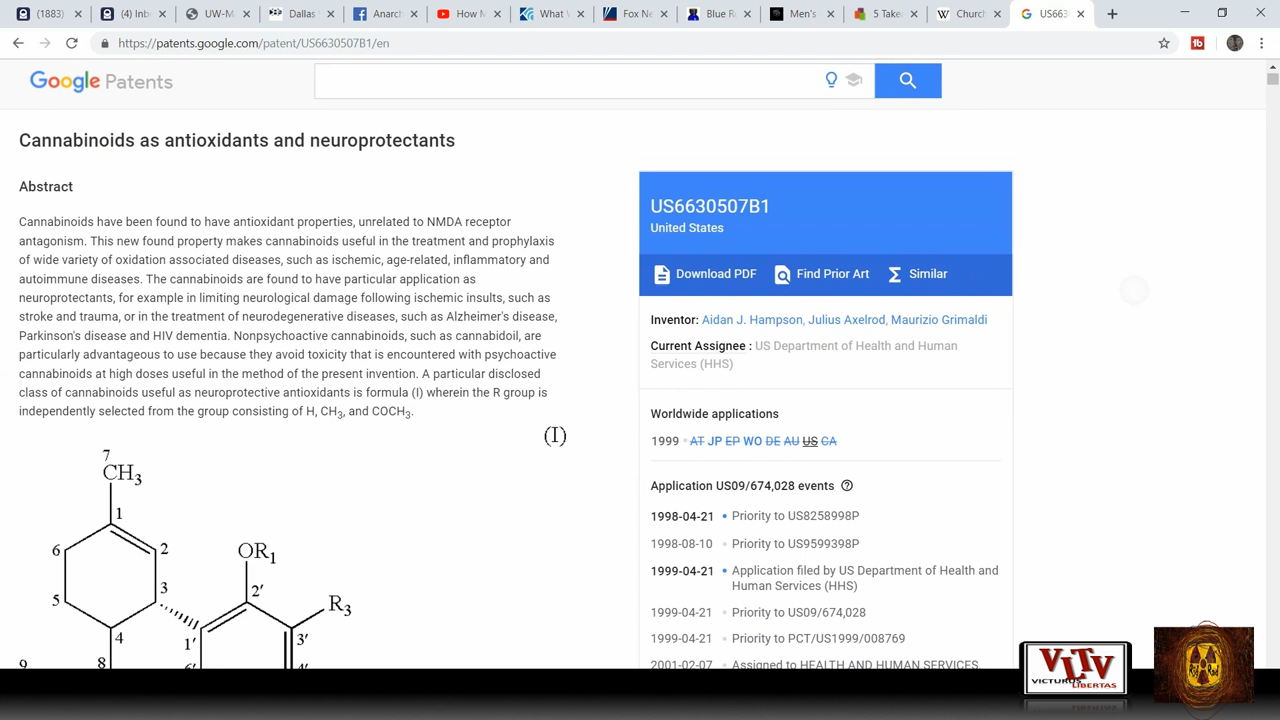 (1883)
(4) Inb
UW-M
Dallas
Anarch
How M
What V
Fox Ne
Blue R
Men's
5 Take
Church
US663
https://patents.google.com/patent/US6630507B1/en
Google Patents
Cannabinoids as antioxidants and neuroprotectants
Abstract
Cannabinoids have been found to have antioxidant properties, unrelated to NMDA receptor
antagonism. This new found property makes cannabinoids useful in the treatment and prophylaxis
of wide variety of oxidation associated diseases, such as ischemic, age-related, inflammatory and
autoimmune diseases. The cannabinoids are found to have particular application as
neuroprotectants, for example in limiting neurological damage following ischemic insults, such as
stroke and trauma, or in the treatment of neurodegenerative diseases, such as Alzheimer's disease,
Parkinson's disease and HIV dementia. Nonpsychoactive cannabinoids, such as cannabidoil, are
particularly advantageous to use because they avoid toxicity that is encountered with psychoactive
cannabinoids at high doses useful in the method of the present invention. A particular disclosed
class of cannabinoids useful as neuroprotective antioxidants is formula (I) wherein the R group is
independently selected from the group consisting of H, CH3, and COCH3.
(I)
7
CH3
1
6
2
OR1
5
3
2'
R3
4
1'
3'
9
8
6'
4'
US6630507B1
United States
Download PDF Find Prior Art Σ Similar
Inventor: Aidan J. Hampson, Julius Axelrod, Maurizio Grimaldi
Current Assignee : US Department of Health and Human
Services (HHS)
Worldwide applications
1999 AT JP EP WO DE AU US CA
Application US09/674,028 events
1998-04-21 Priority to US8258998P
1998-08-10 Priority to US9599398P
1999-04-21 Application filed by US Department of Health and
Human Services (HHS)
1999-04-21 Priority to US09/674,028
1999-04-21 Priority to PCT/US1999/008769
2001-02-07 Assigned to HEALTH AND HUMAN SERVICES,
VLTV
VICTURUS
LIBERTAS